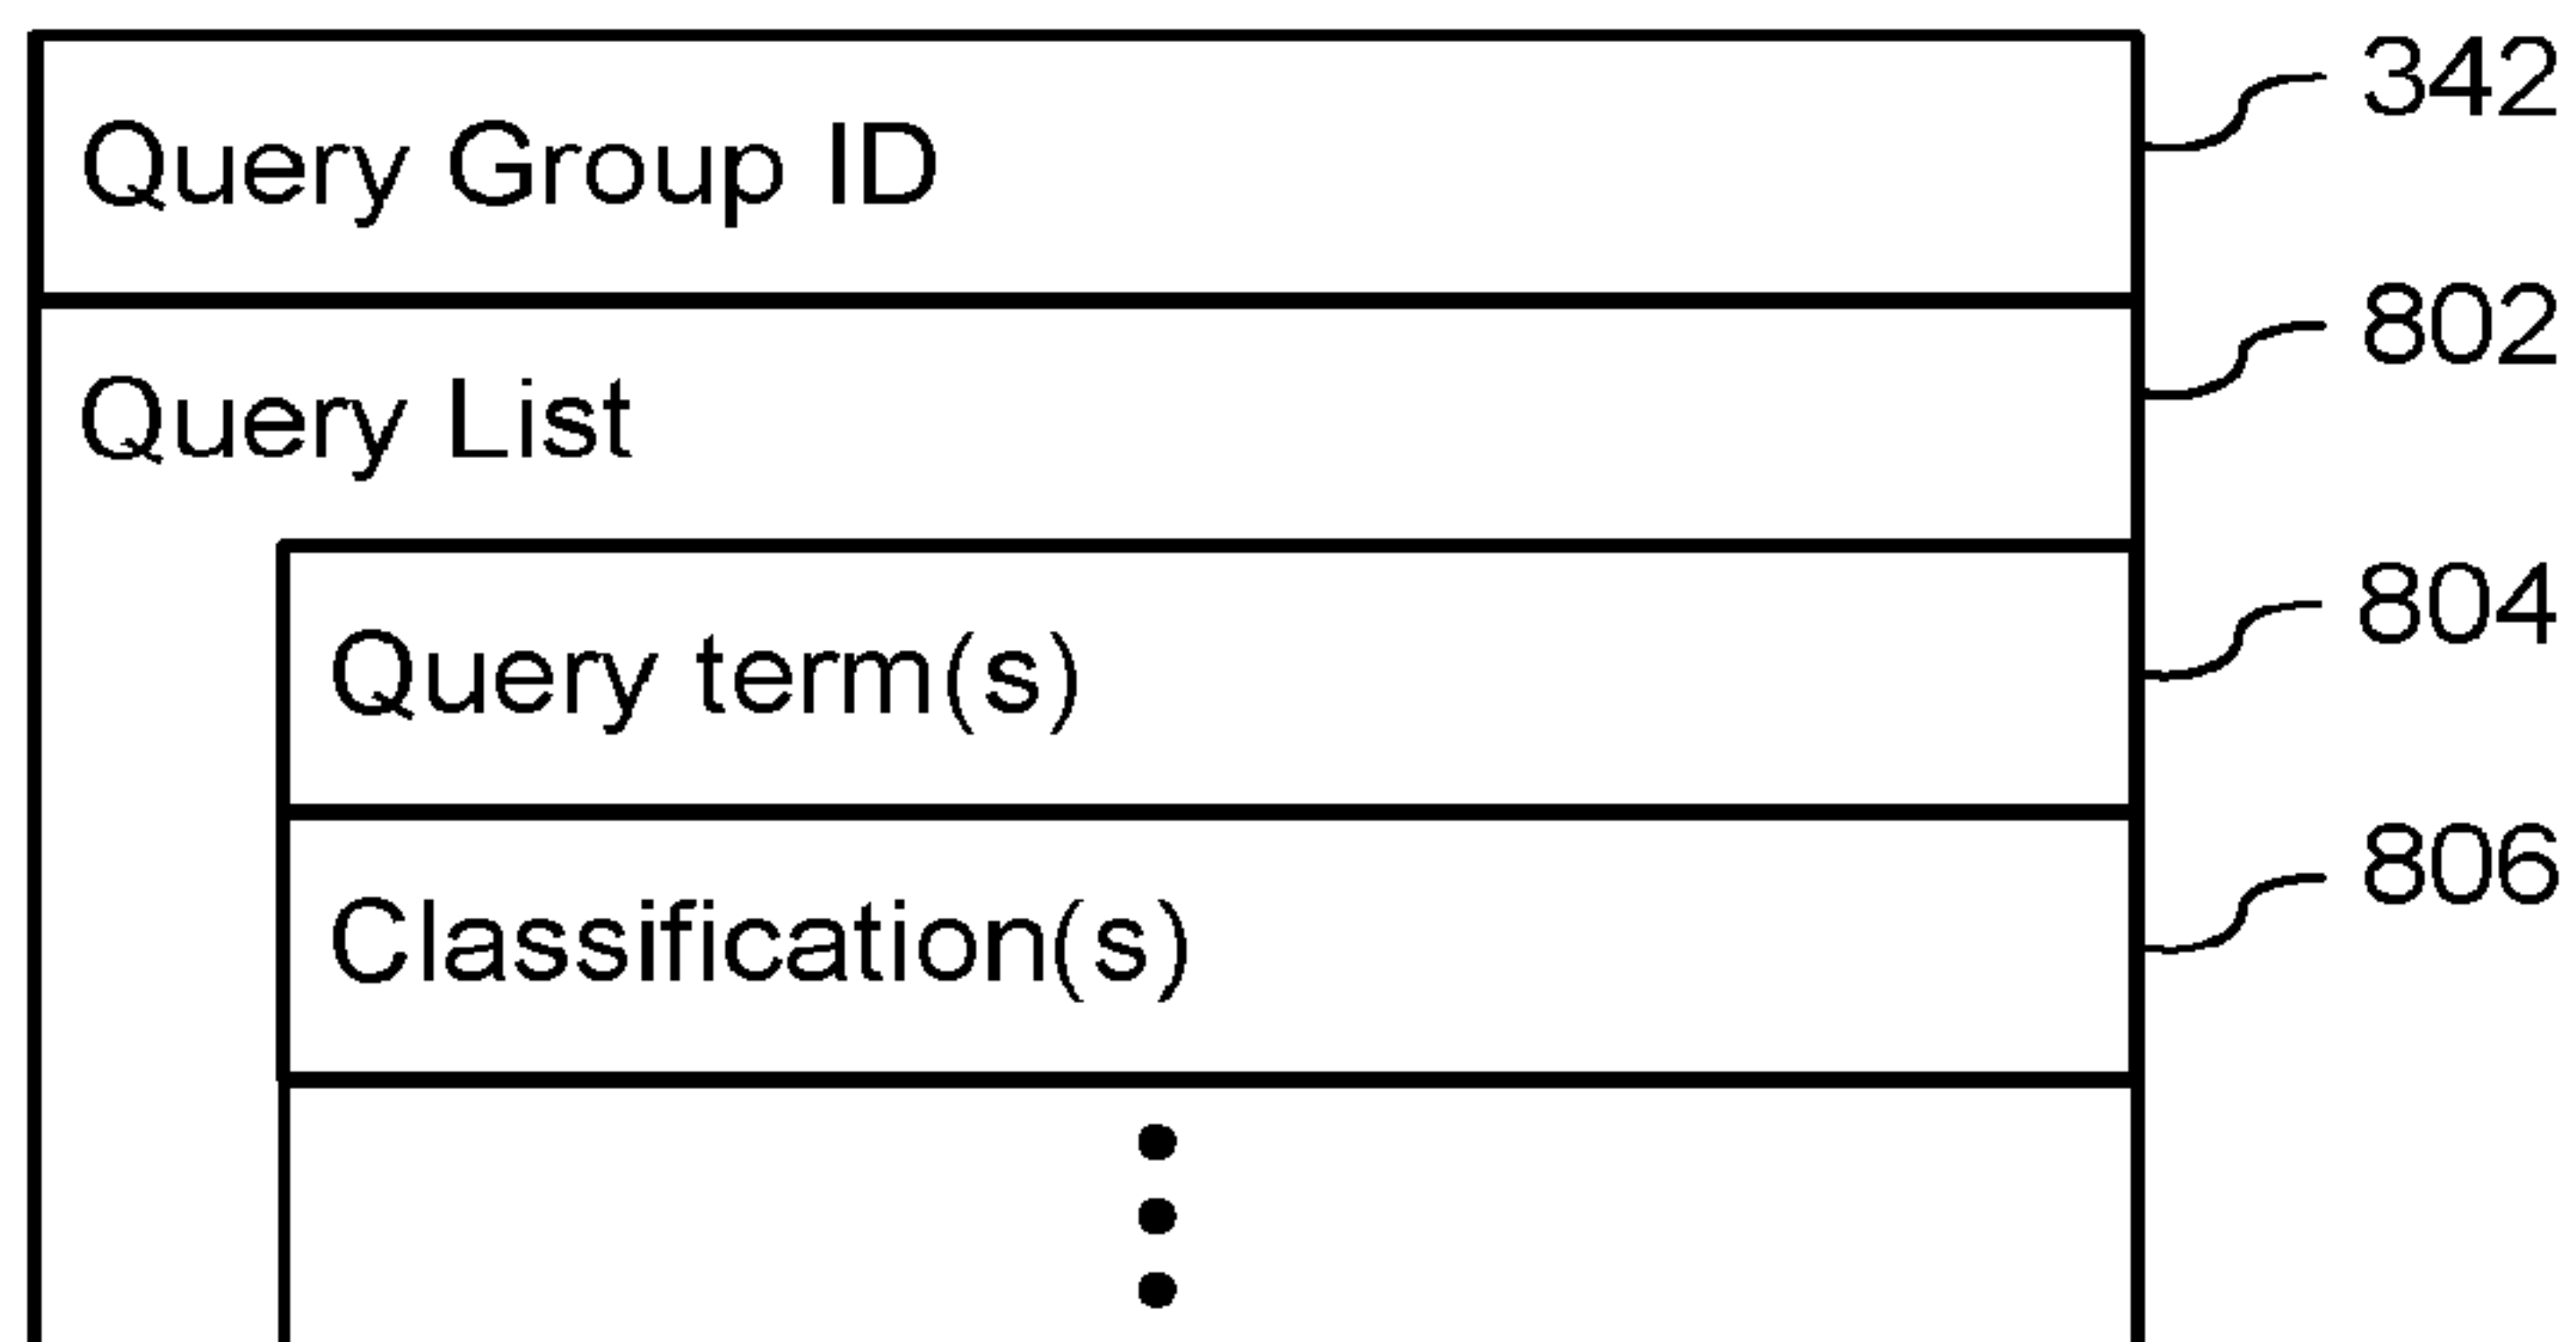 Query Group ID 342
Query List 802
Query term(s) 804
Classification(s) 806